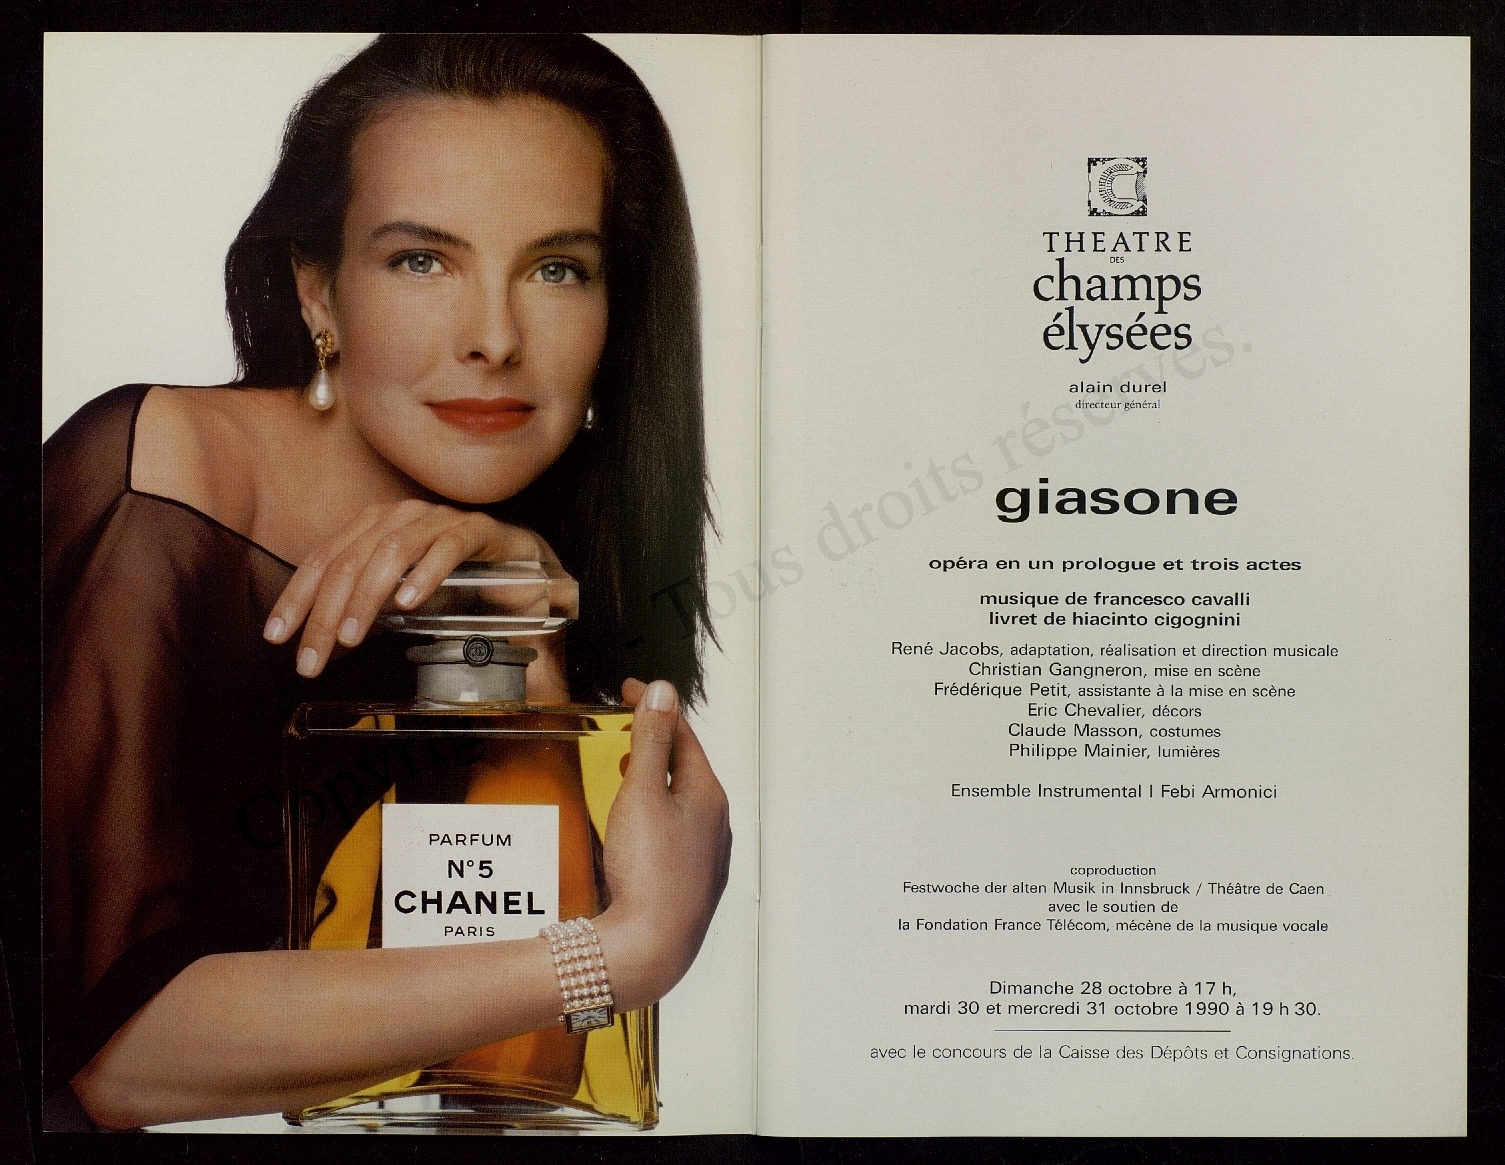 PARFUM
N°5
CHANEL
PARIS
THEATRE
DES
champs
élysées
alain durel
directeur général
giasone
opéra en un prologue et trois actes
musique de francesco cavalli
livret de hiacinto cigognini
René Jacobs, adaptation, réalisation et direction musicale
Christian Gangneron, mise en scène
Frédérique Petit, assistante à la mise en scène
Eric Chevalier, décors
Claude Masson, costumes
Philippe Mainier, lumières
Ensemble Instrumental I Febi Armonici
coproduction
Festwoche der alten Musik in Innsbruck / Théâtre de Caen
avec le soutien de
la Fondation France Télécom, mécène de la musique vocale
Dimanche 28 octobre à 17 h,
mardi 30 et mercredi 31 octobre 1990 à 19 h 30.
avec le concours de la Caisse des Dépôts et Consignations.
Copyright © - Tous droits réservés.